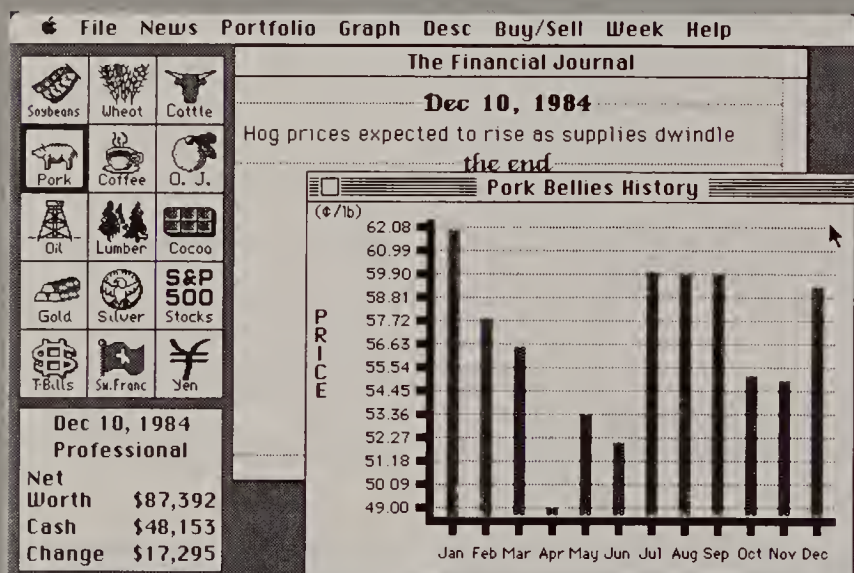 File News Portfolio Graph Desc Buy/Sell Week Help
Soybeans Wheat Cattle
Pork Coffee O. J.
Oil Lumber Cocoa
Gold Silver S&P 500 Stocks
T-Bills Sw.Franc Yen
Dec 10, 1984
Professional
Net
Worth $87,392
Cash $48,153
Change $17,295
The Financial Journal
Dec 10, 1984
Hog prices expected to rise as supplies dwindle
the end
Pork Bellies History
(¢/lb)
PRICE
62.08
60.99
59.90
58.81
57.72
56.63
55.54
54.45
53.36
52.27
51.18
50 09
49.00
Jan Feb Mar Apr May Jun Jul Aug Sep Oct Nov Dec